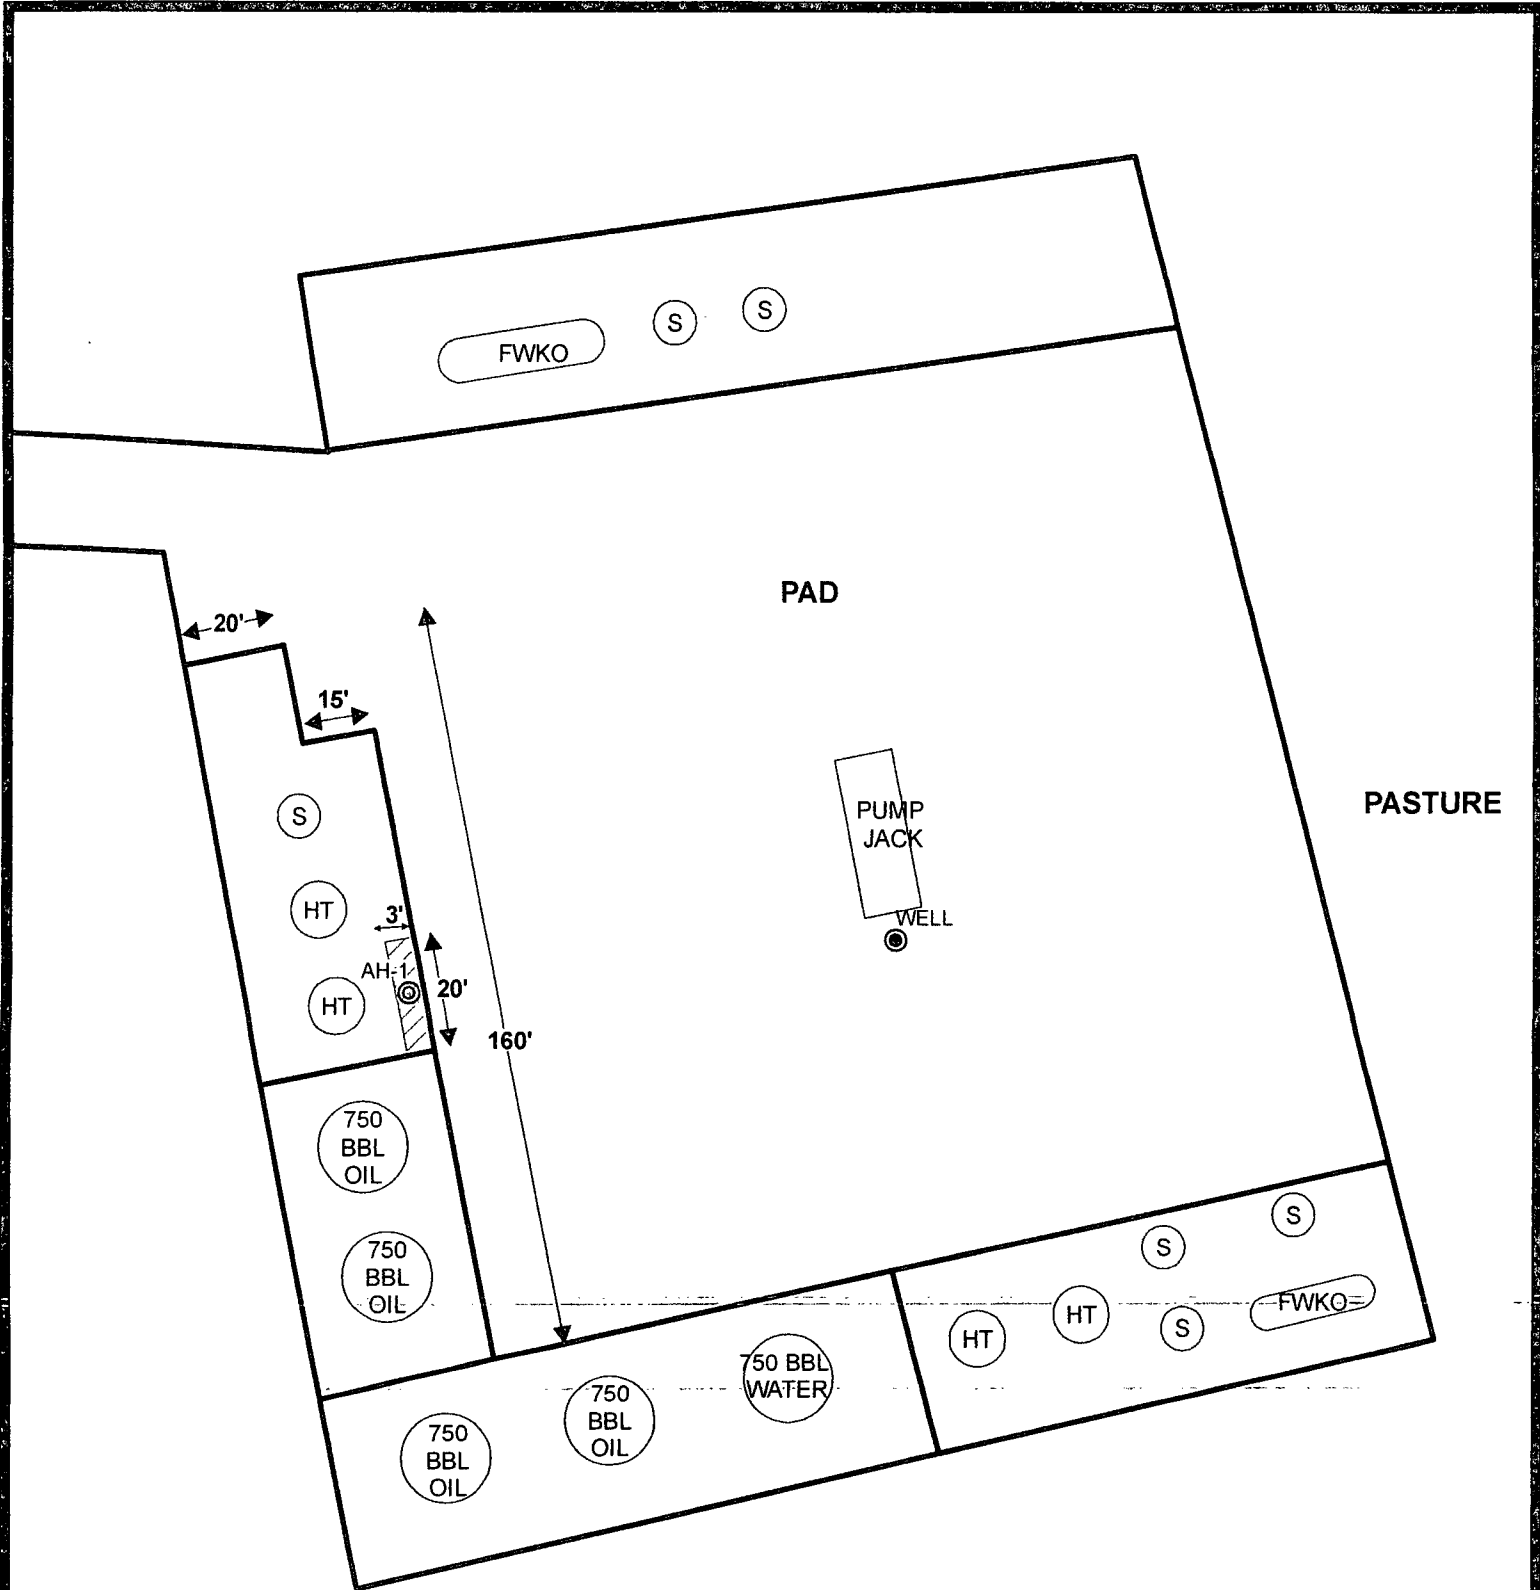 S
S
FWKO
PAD
20'
15'
PUMP
JACK
PASTURE
S
HT
3'
WELL
AH-1
20'
HT
160'
750
BBL
OIL
750
BBL
OIL
S
S
FWKO
HT
S
HT
750 BBL
WATER
750
BBL
OIL
750
BBL
OIL